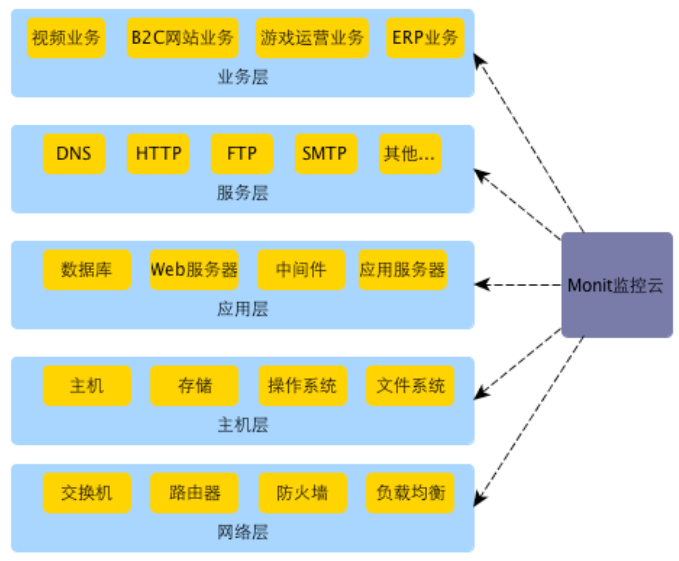 视频业务 B2C网站业务 游戏运营业务 ERP业务
业务层
DNS HTTP FTP SMTP 其他...
服务层
数据库 Web服务器 中间件 应用服务器
应用层
Monit监控云
主机 存储 操作系统 文件系统
主机层
交换机 路由器 防火墙 负载均衡
网络层